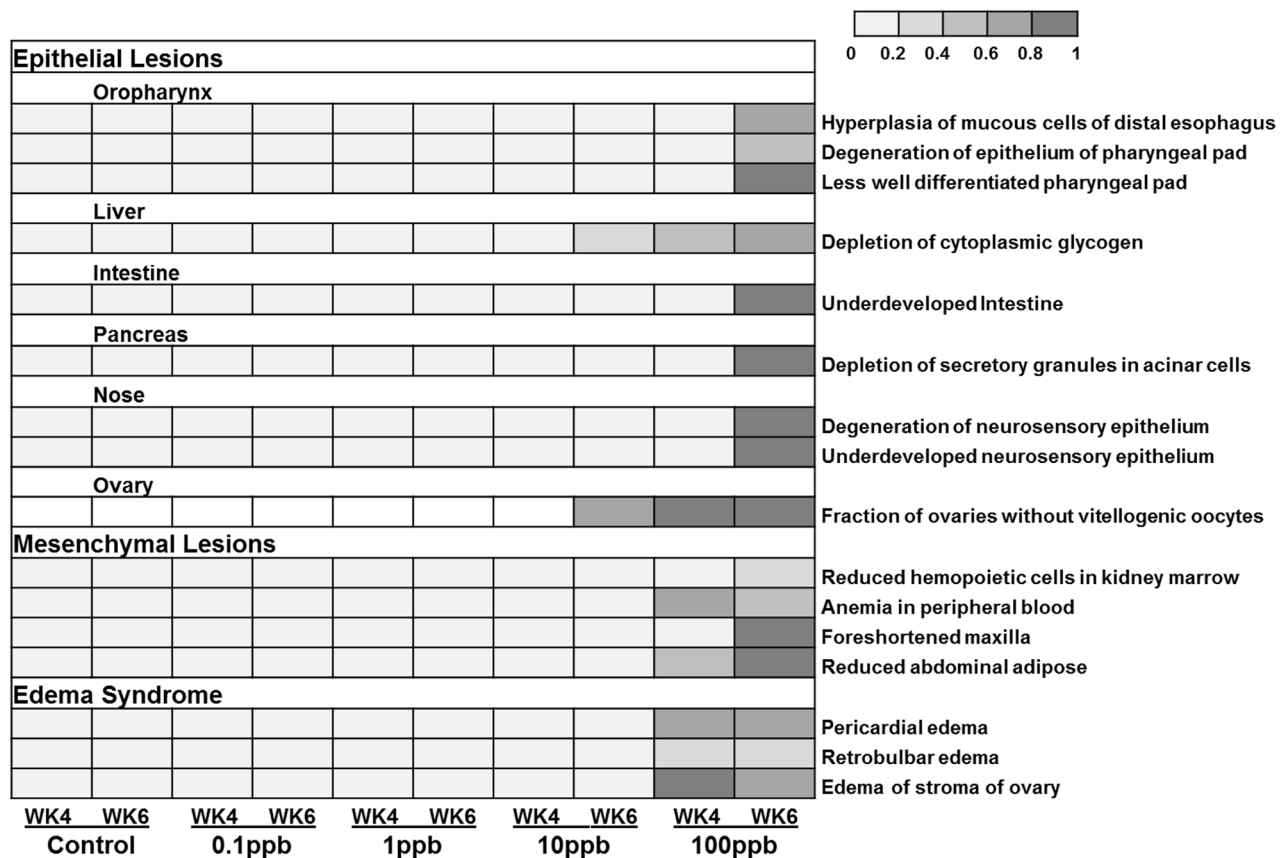 0 0.2 0.4 0.6 0.8 1
Epithelial Lesions
Oropharynx
Hyperplasia of mucous cells of distal esophagus
Degeneration of epithelium of pharyngeal pad
Less well differentiated pharyngeal pad
Liver
Depletion of cytoplasmic glycogen
Intestine
Underdeveloped Intestine
Pancreas
Depletion of secretory granules in acinar cells
Nose
Degeneration of neurosensory epithelium
Underdeveloped neurosensory epithelium
Ovary
Fraction of ovaries without vitellogenic oocytes
Mesenchymal Lesions
Reduced hemopoietic cells in kidney marrow
Anemia in peripheral blood
Foreshortened maxilla
Reduced abdominal adipose
Edema Syndrome
Pericardial edema
Retrobulbar edema
Edema of stroma of ovary
WK4 WK6 WK4 WK6 WK4 WK6 WK4 WK6 WK4 WK6
Control 0.1ppb 1ppb 10ppb 100ppb